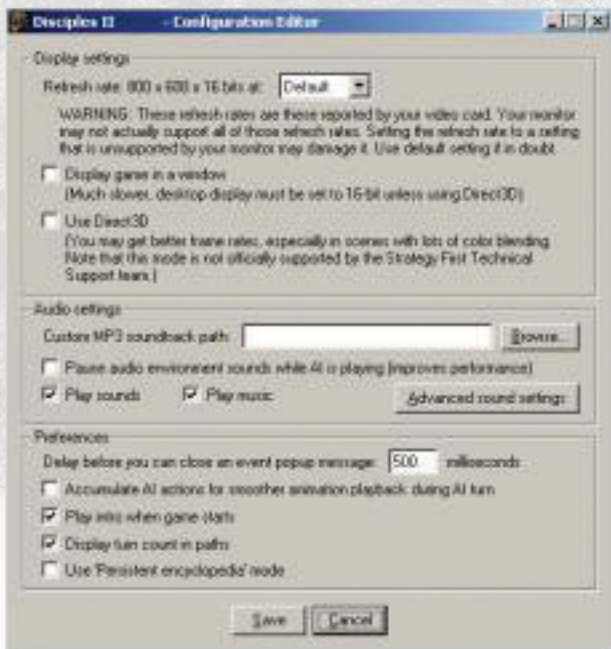 Disciples II - Configuration Editor
Display settings
Refresh rate: 800 x 600 x 16 bits at: Default
WARNING: These refresh rates are these reported by your video card. Your monitor
may not actually support all of those refresh rates. Setting the refresh rate to a setting
that is unsupported by your monitor may damage it. Use default setting if in doubt.
Display game in a window
(Much slower, desktop display must be set to 16-bit unless using Direct3D)
Use Direct3D
(You may get better frame rates, especially in scenes with lots of color blending.
Note that this mode is not officially supported by the Strategy First Technical
Support team.)
Audio settings
Custom MP3 soundtrack path: Browse...
Pause audio environment sounds while AI is playing (improves performance)
Play sounds Play music Advanced sound settings
Preferences
Delay before you can close an event popup message: 500 milliseconds
Accumulate AI actions for smoother animation playback during AI turn
Play intro when game starts
Display turn count in paths
Use 'Persistent encyclopedia' mode
Save Cancel